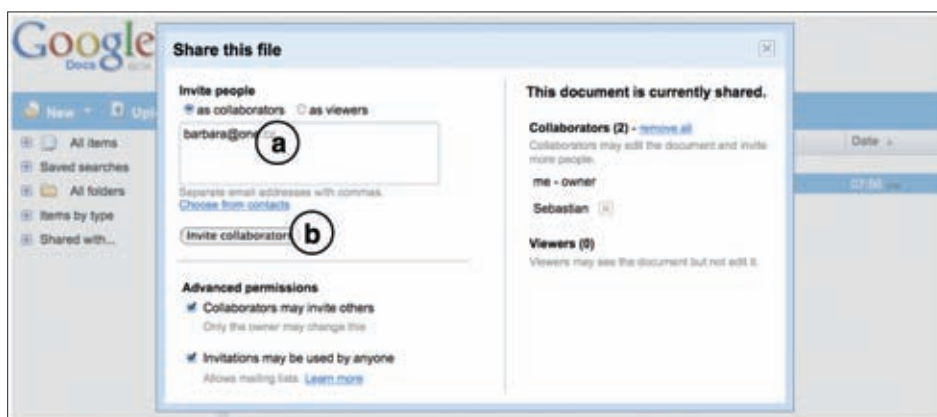 Google
Docs
New
Upl
All items
Saved searches
All folders
Items by type
Shared with...
Share this file
Invite people
as collaborators as viewers
barbara@one
a
Separate email addresses with commas.
Choose from contacts
Invite collaborators
b
Advanced permissions
Collaborators may invite others
Only the owner may change this
Invitations may be used by anyone
Allows mailing lists Learn more
This document is currently shared.
Collaborators (2) - remove all
Collaborators may edit the document and invite
more people.
me - owner
Sebastian
Viewers (0)
Viewers may see the document but not edit it.
Date